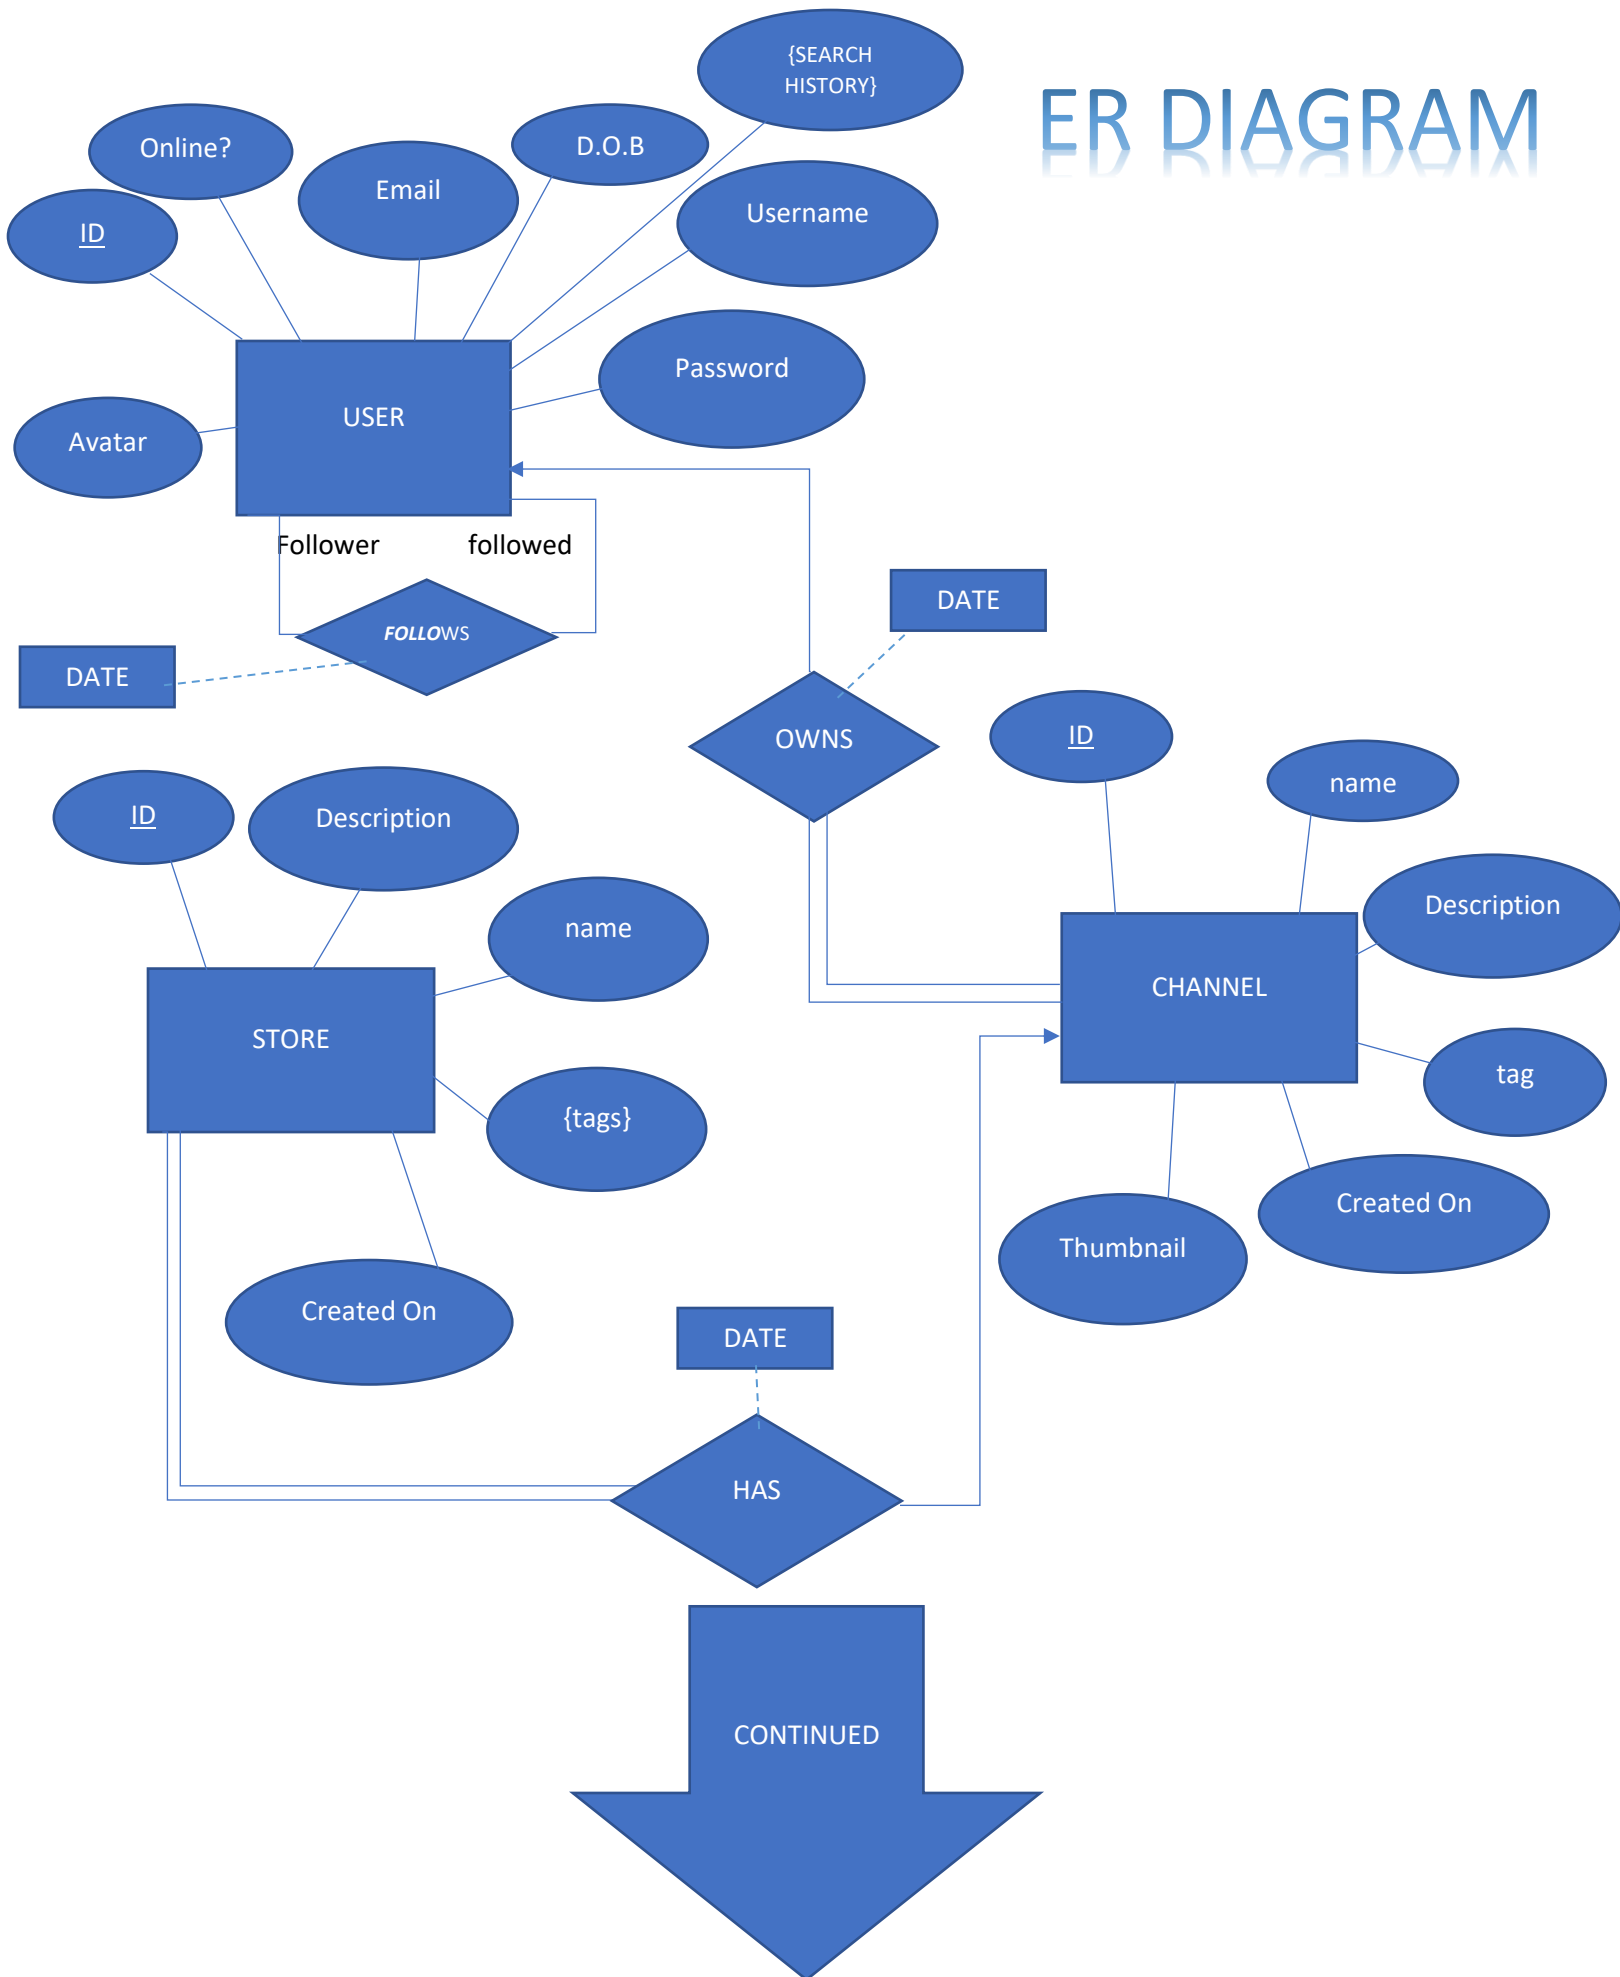 ER DIAGRAM
{SEARCH
HISTORY}
Online?
D.O.B
Email
Username
ID
Password
USER
Avatar
Follower
followed
DATE
FOLLOWS
DATE
OWNS
ID
name
ID
Description
name
Description
CHANNEL
STORE
tag
{tags}
Created On
Thumbnail
Created On
DATE
HAS
CONTINUED